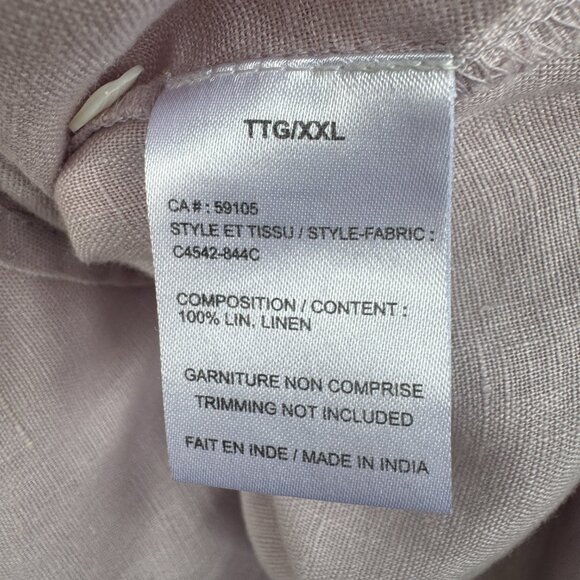 TTG/XXL
CA # : 59105
STYLE ET TISSU / STYLE-FABRIC :
C4542-844C
COMPOSITION / CONTENT :
100% LIN, LINEN
GARNITURE NON COMPRISE
TRIMMING NOT INCLUDED
FAIT EN INDE / MADE IN INDIA